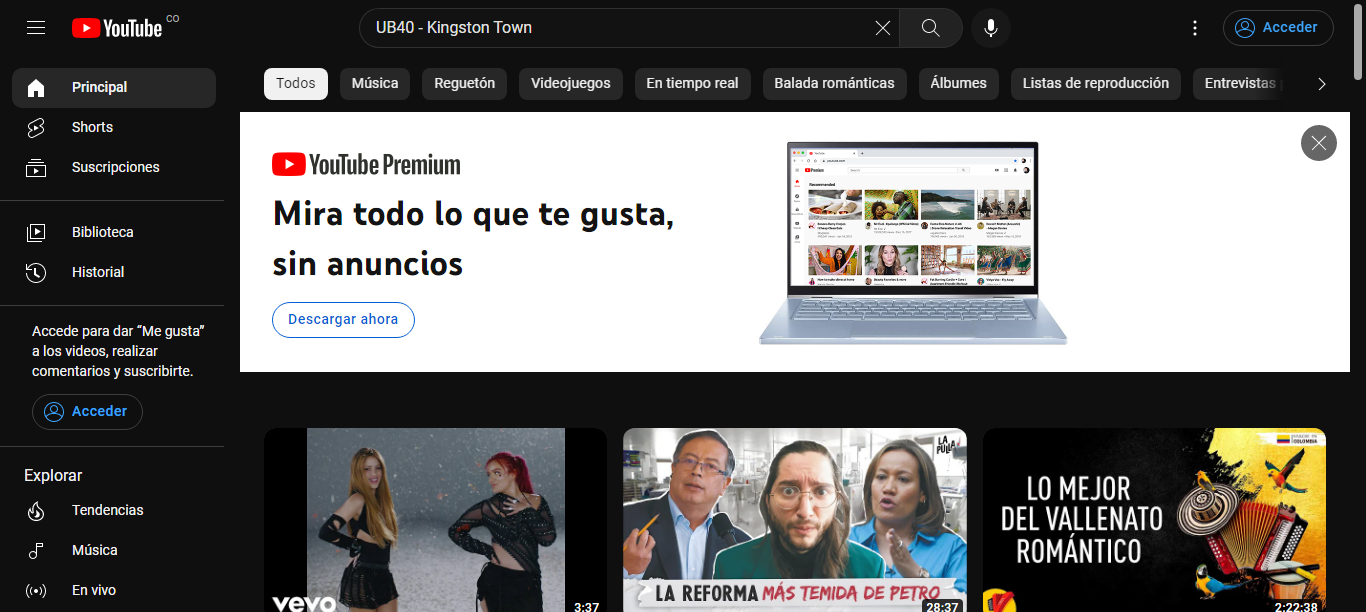 YouTube CO
UB40 - Kingston Town
Acceder
Principal
Shorts
Suscripciones
Biblioteca
Historial
Accede para dar “Me gusta”
a los videos, realizar
comentarios y suscribirte.
Acceder
Explorar
Tendencias
Música
En vivo
Todos
Música
Reguetón
Videojuegos
En tiempo real
Balada románticas
Álbumes
Listas de reproducción
Entrevistas
YouTube Premium
Mira todo lo que te gusta,
sin anuncios
Descargar ahora
Premium
Recommended
vevo
3:37
LA PULLA
LA REFORMA MÁS TEMIDA DE PETRO
28:37
COLOMBIA
LO MEJOR
DEL VALLENATO
ROMÁNTICO
2:22:38